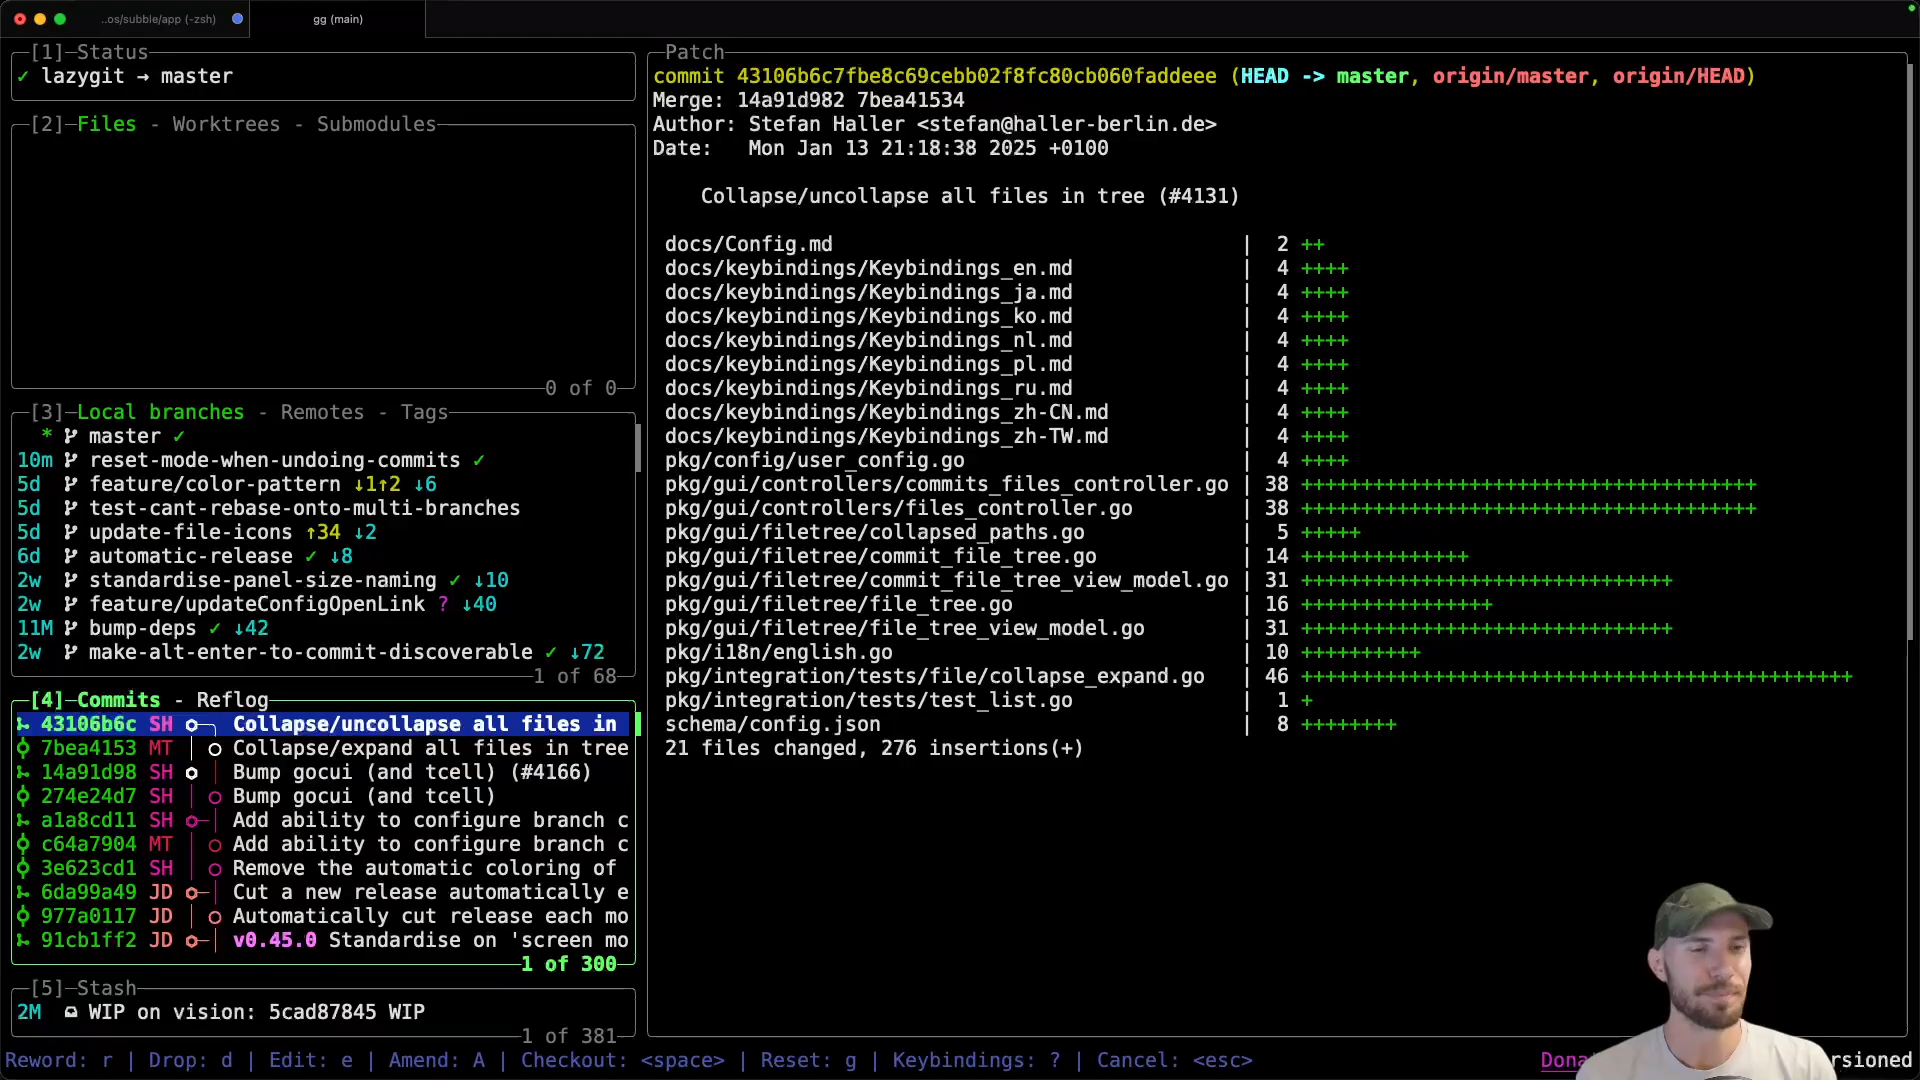 ..os/subble/app (-zsh)
gg (main)
[1]-Status
✓ lazygit → master
[2]-Files - Worktrees - Submodules
0 of 0
[3]-Local branches - Remotes - Tags
* master ✓
10m reset-mode-when-undoing-commits ✓
5d feature/color-pattern ↓1↑2 ↓6
5d test-cant-rebase-onto-multi-branches
5d update-file-icons ↑34 ↓2
6d automatic-release ✓ ↓8
2w standardise-panel-size-naming ✓ ↓10
2w feature/updateConfigOpenLink ? ↓40
11M bump-deps ✓ ↓42
2w make-alt-enter-to-commit-discoverable ✓ ↓72
1 of 68
[4]-Commits - Reflog
43106b6c SH Collapse/uncollapse all files in
7bea4153 MT Collapse/expand all files in tree
14a91d98 SH Bump gocui (and tcell) (#4166)
274e24d7 SH Bump gocui (and tcell)
a1a8cd11 SH Add ability to configure branch c
c64a7904 MT Add ability to configure branch c
3e623cd1 SH Remove the automatic coloring of
6da99a49 JD Cut a new release automatically e
977a0117 JD Automatically cut release each mo
91cb1ff2 JD v0.45.0 Standardise on 'screen mo
1 of 300
[5]-Stash
2M WIP on vision: 5cad87845 WIP
1 of 381
Patch
commit 43106b6c7fbe8c69cebb02f8fc80cb060faddeee (HEAD -> master, origin/master, origin/HEAD)
Merge: 14a91d982 7bea41534
Author: Stefan Haller <stefan@haller-berlin.de>
Date:   Mon Jan 13 21:18:38 2025 +0100
Collapse/uncollapse all files in tree (#4131)
docs/Config.md | 2 ++
docs/keybindings/Keybindings_en.md | 4 ++++
docs/keybindings/Keybindings_ja.md | 4 ++++
docs/keybindings/Keybindings_ko.md | 4 ++++
docs/keybindings/Keybindings_nl.md | 4 ++++
docs/keybindings/Keybindings_pl.md | 4 ++++
docs/keybindings/Keybindings_ru.md | 4 ++++
docs/keybindings/Keybindings_zh-CN.md | 4 ++++
docs/keybindings/Keybindings_zh-TW.md | 4 ++++
pkg/config/user_config.go | 4 ++++
pkg/gui/controllers/commits_files_controller.go | 38 ++++++++++++++++++++++++++++++++++++++
pkg/gui/controllers/files_controller.go | 38 ++++++++++++++++++++++++++++++++++++++
pkg/gui/filetree/collapsed_paths.go | 5 +++++
pkg/gui/filetree/commit_file_tree.go | 14 ++++++++++++++
pkg/gui/filetree/commit_file_tree_view_model.go | 31 +++++++++++++++++++++++++++++++
pkg/gui/filetree/file_tree.go | 16 ++++++++++++++++
pkg/gui/filetree/file_tree_view_model.go | 31 +++++++++++++++++++++++++++++++
pkg/i18n/english.go | 10 ++++++++++
pkg/integration/tests/file/collapse_expand.go | 46 ++++++++++++++++++++++++++++++++++++++++++++++
pkg/integration/tests/test_list.go | 1 +
schema/config.json | 8 ++++++++
21 files changed, 276 insertions(+)
Reword: r | Drop: d | Edit: e | Amend: A | Checkout: <space> | Reset: g | Keybindings: ? | Cancel: <esc>